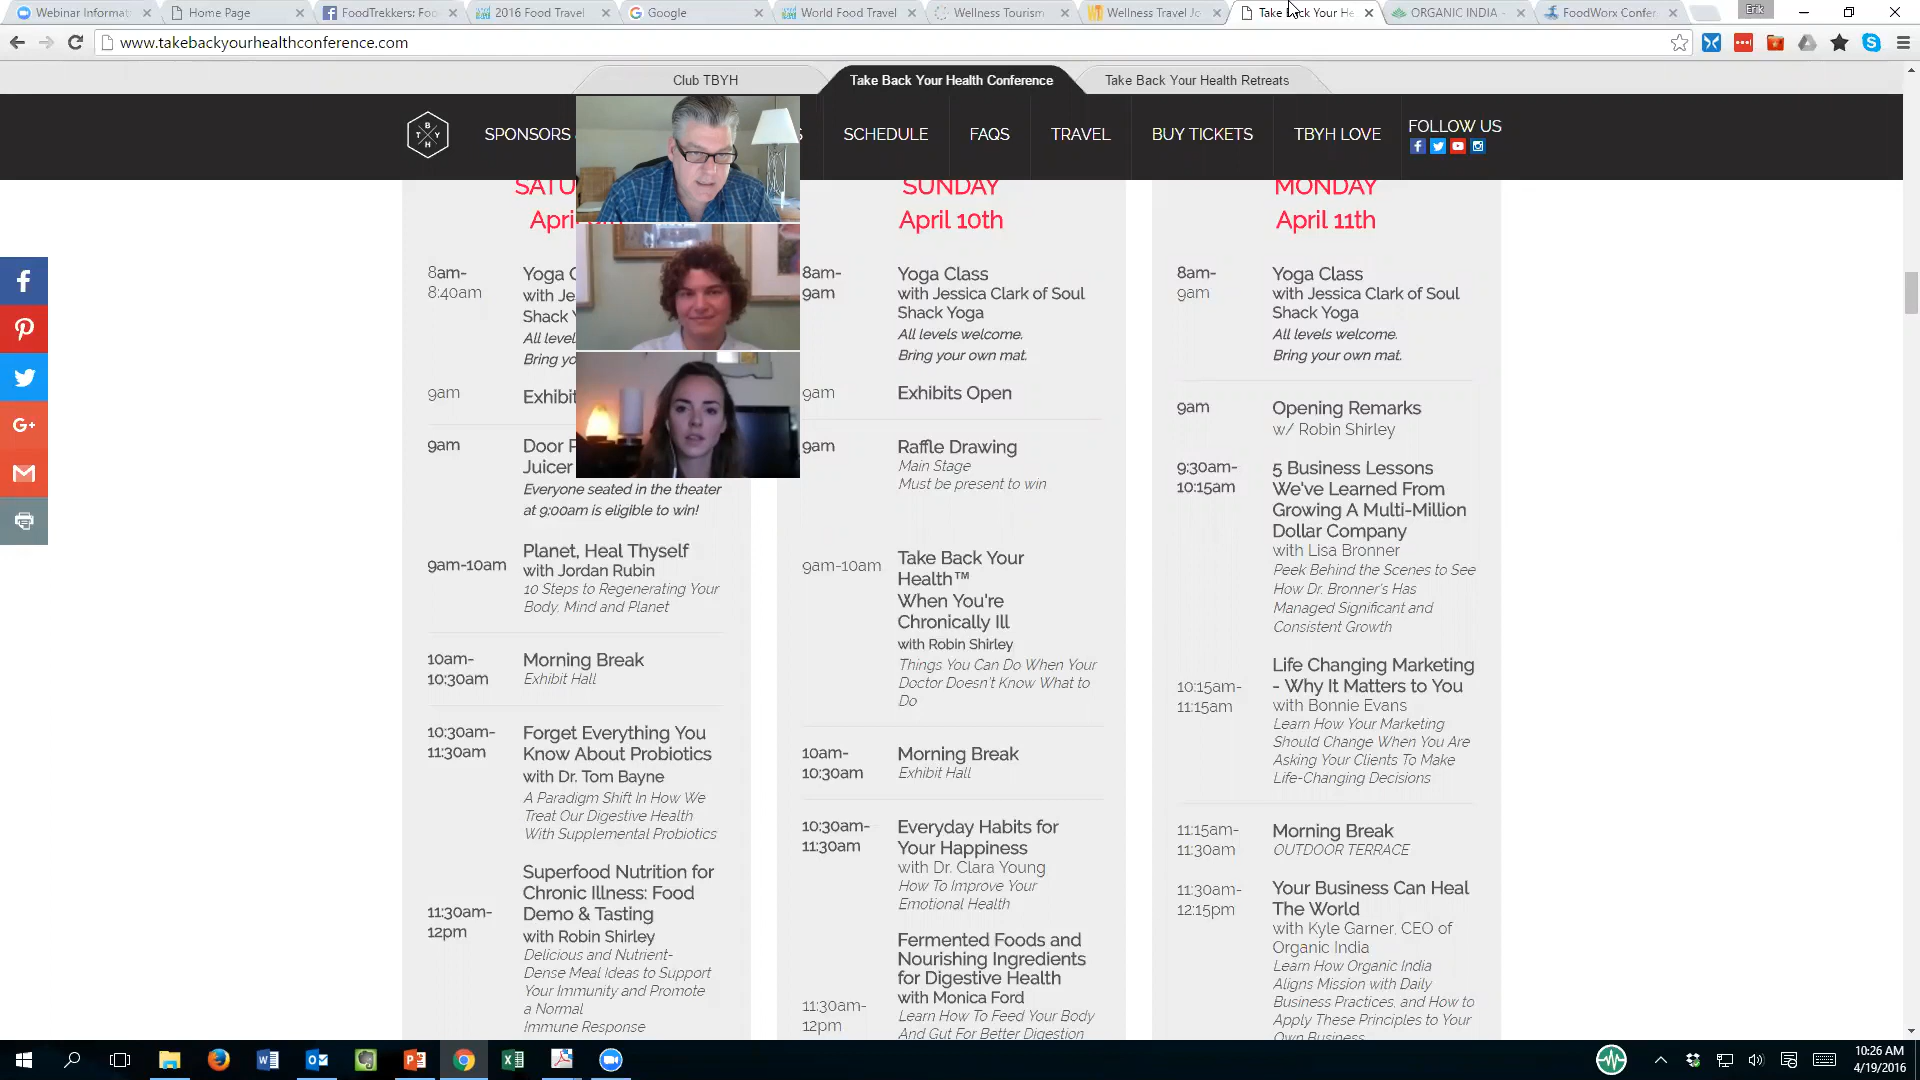 Webinar Informat
Home Page
FoodTrekkers: Foo
2016 Food Travel
Google
World Food Travel
Wellness Tourism
Wellness Travel Jo
Take Back Your He
ORGANIC INDIA -
FoodWorx Confer
Erik
www.takebackyourhealthconference.com
Club TBYH
Take Back Your Health Conference
Take Back Your Health Retreats
B
T Y
H
SPONSORS
SCHEDULE
FAQS
TRAVEL
BUY TICKETS
TBYH LOVE
FOLLOW US
SATU
Apri
8am-
8:40am
Yoga C
with Je
Shack Y
All level
Bring yo
9am
Exhibit
9am
Door P
Juicer
Everyone seated in the theater
at 9:00am is eligible to win!
9am-10am
Planet, Heal Thyself
with Jordan Rubin
10 Steps to Regenerating Your
Body, Mind and Planet
10am-
10:30am
Morning Break
Exhibit Hall
10:30am-
11:30am
Forget Everything You
Know About Probiotics
with Dr. Tom Bayne
A Paradigm Shift In How We
Treat Our Digestive Health
With Supplemental Probiotics
11:30am-
12pm
Superfood Nutrition for
Chronic Illness: Food
Demo & Tasting
with Robin Shirley
Delicious and Nutrient-
Dense Meal Ideas to Support
Your Immunity and Promote
a Normal
Immune Response
SUNDAY
April 10th
8am-
9am
Yoga Class
with Jessica Clark of Soul
Shack Yoga
All levels welcome.
Bring your own mat.
9am
Exhibits Open
9am
Raffle Drawing
Main Stage
Must be present to win
9am-10am
Take Back Your
Health™
When You're
Chronically Ill
with Robin Shirley
Things You Can Do When Your
Doctor Doesn't Know What to
Do
10am-
10:30am
Morning Break
Exhibit Hall
10:30am-
11:30am
Everyday Habits for
Your Happiness
with Dr. Clara Young
How To Improve Your
Emotional Health
11:30am-
12pm
Fermented Foods and
Nourishing Ingredients
for Digestive Health
with Monica Ford
Learn How To Feed Your Body
And Gut For Better Digestion
MONDAY
April 11th
8am-
9am
Yoga Class
with Jessica Clark of Soul
Shack Yoga
All levels welcome.
Bring your own mat.
9am
Opening Remarks
w/ Robin Shirley
9:30am-
10:15am
5 Business Lessons
We've Learned From
Growing A Multi-Million
Dollar Company
with Lisa Bronner
Peek Behind the Scenes to See
How Dr. Bronner's Has
Managed Significant and
Consistent Growth
10:15am-
11:15am
Life Changing Marketing
- Why It Matters to You
with Bonnie Evans
Learn How Your Marketing
Should Change When You Are
Asking Your Clients To Make
Life-Changing Decisions
11:15am-
11:30am
Morning Break
OUTDOOR TERRACE
11:30am-
12:15pm
Your Business Can Heal
The World
with Kyle Garner, CEO of
Organic India
Learn How Organic India
Aligns Mission with Daily
Business Practices, and How to
Apply These Principles to Your
Own Business
10:26 AM
4/19/2016